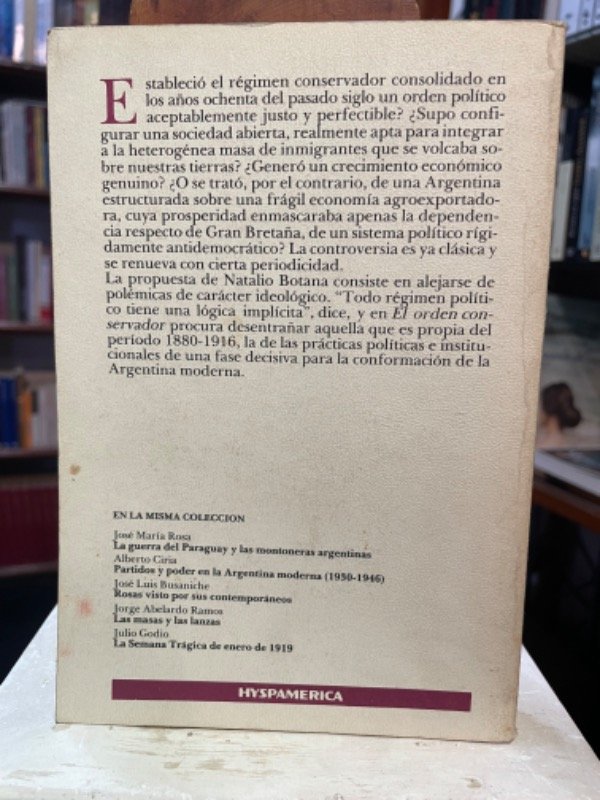 Estableció el régimen conservador consolidado en
los años ochenta del pasado siglo un orden político
aceptablemente justo y perfectible? ¿Supo confi-
gurar una sociedad abierta, realmente apta para integrar
a la heterogénea masa de inmigrantes que se volcaba so-
bre nuestras tierras? ¿Generó un crecimiento económico
genuino? ¿O se trató, por el contrario, de una Argentina
estructurada sobre una frágil economía agroexportado-
ra, cuya prosperidad enmascaraba apenas la dependen-
cia respecto de Gran Bretaña, de un sistema político rígi-
damente antidemocrático? La controversia es ya clásica y
se renueva con cierta periodicidad.
La propuesta de Natalio Botana consiste en alejarse de
polémicas de carácter ideológico. “Todo régimen políti-
co tiene una lógica implícita”, dice, y en El orden con-
servador procura desentrañar aquella que es propia del
período 1880-1916, la de las prácticas políticas e institu-
cionales de una fase decisiva para la conformación de la
Argentina moderna.
EN LA MISMA COLECCION
José María Rosa
La guerra del Paraguay y las montoneras argentinas
Alberto Ciria
Partidos y poder en la Argentina moderna (1930-1946)
José Luis Busaniche
Rosas visto por sus contemporáneos
Jorge Abelardo Ramos
Las masas y las lanzas
Julio Godio
La Semana Trágica de enero de 1919
HYSPAMERICA